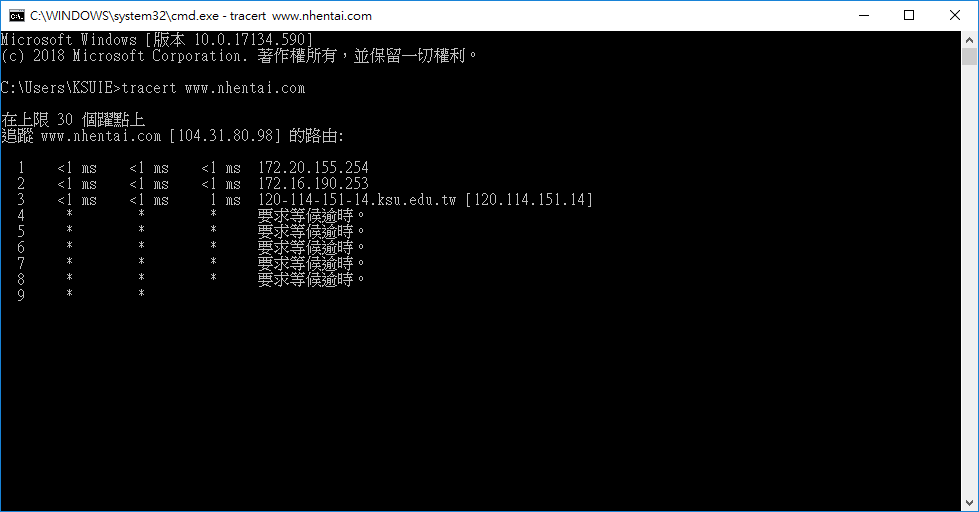 C:\WINDOWS\system32\cmd.exe - tracert www.nhentai.com
Microsoft Windows [版本 10.0.17134.590]
(c) 2018 Microsoft Corporation. 著作權所有，並保留一切權利。
C:\Users\KSUIE>tracert www.nhentai.com
在上限 30 個躍點上
追蹤 www.nhentai.com [104.31.80.98] 的路由:
1 <1 ms <1 ms <1 ms 172.20.155.254
2 <1 ms <1 ms <1 ms 172.16.190.253
3 <1 ms <1 ms 1 ms 120-114-151-14.ksu.edu.tw [120.114.151.14]
4 * * * 要求等候逾時。
5 * * * 要求等候逾時。
6 * * * 要求等候逾時。
7 * * * 要求等候逾時。
8 * * * 要求等候逾時。
9 * *